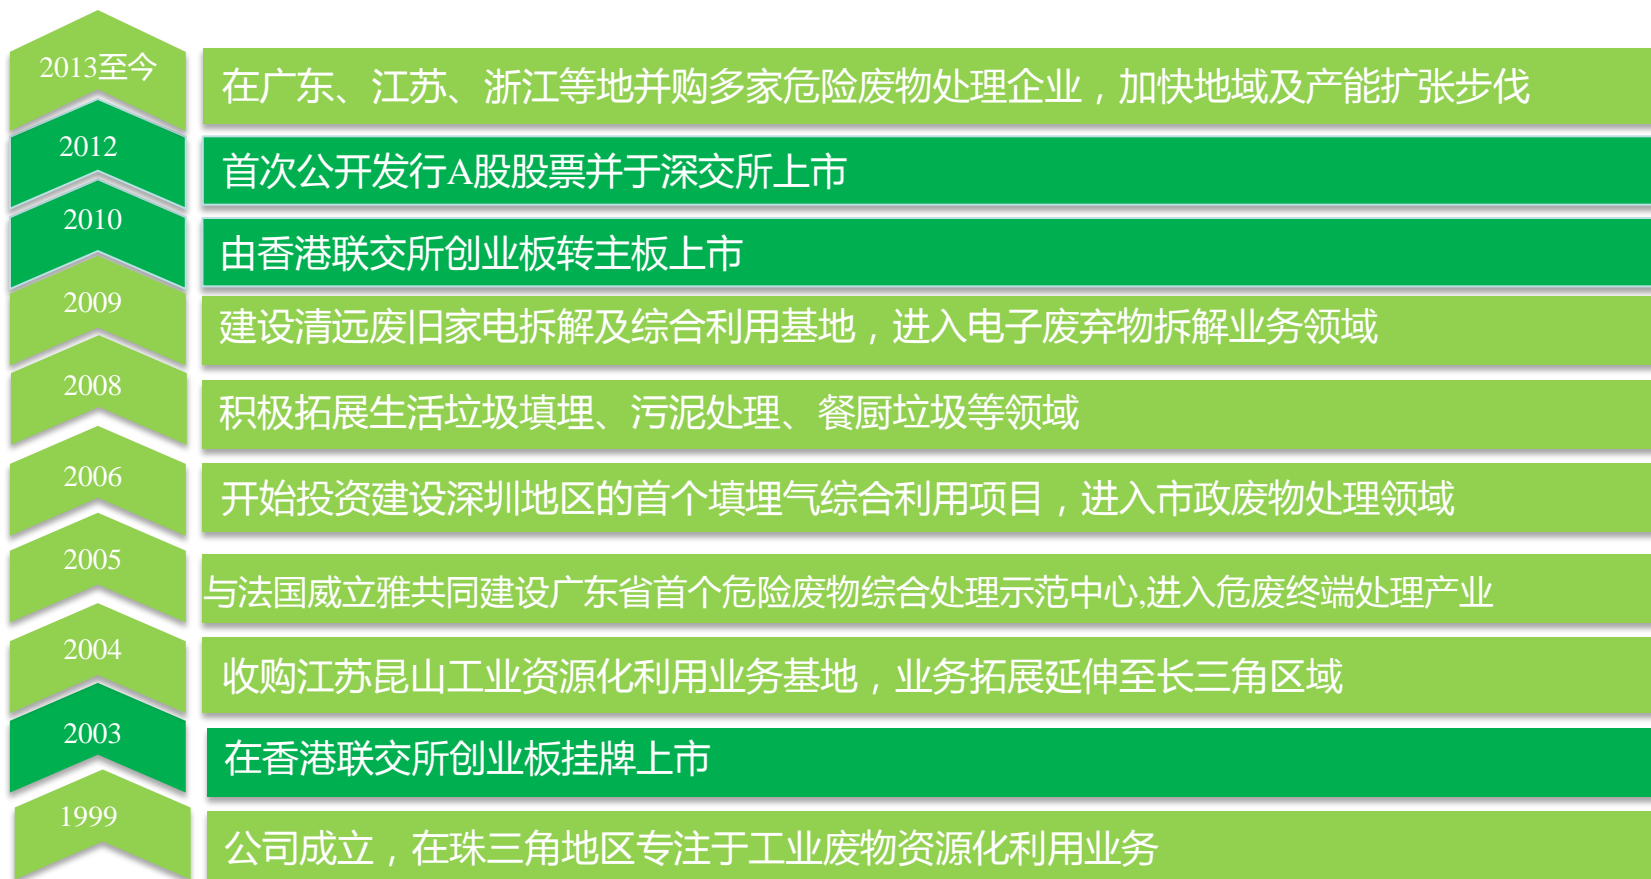 2013至今
在广东、江苏、浙江等地并购多家危险废物处理企业，加快地域及产能扩张步伐
2012
首次公开发行A股股票并于深交所上市
2010
由香港联交所创业板转主板上市
2009
建设清远废旧家电拆解及综合利用基地，进入电子废弃物拆解业务领域
2008
积极拓展生活垃圾填埋、污泥处理、餐厨垃圾等领域
2006
开始投资建设深圳地区的首个填埋气综合利用项目，进入市政废物处理领域
2005
与法国威立雅共同建设广东省首个危险废物综合处理示范中心,进入危废终端处理产业
2004
收购江苏昆山工业资源化利用业务基地，业务拓展延伸至长三角区域
2003
在香港联交所创业板挂牌上市
1999
公司成立，在珠三角地区专注于工业废物资源化利用业务